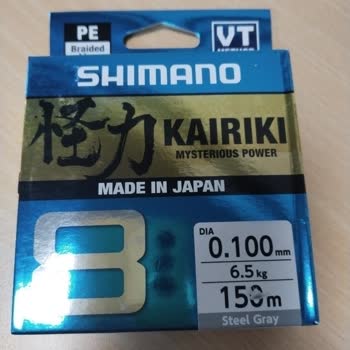 PE
Braided
VT
SHIMANO
怪力
KAIRIKI
MYSTERIOUS POWER
MADE IN JAPAN
8
DIA
0.100mm
6.5kg
150m
Steel Gray